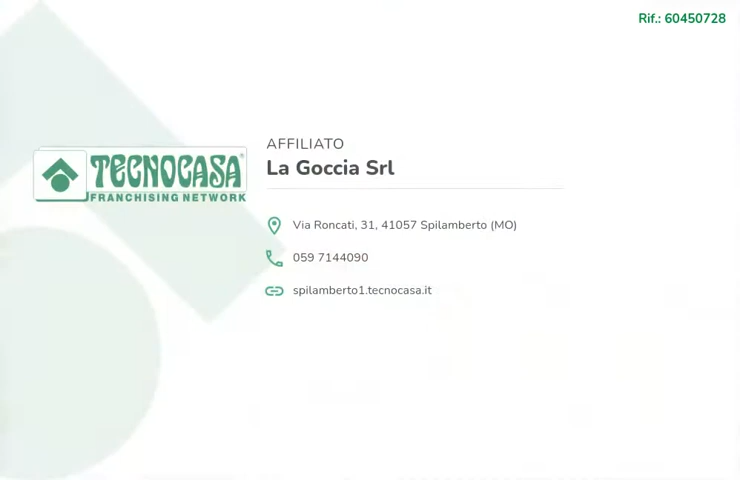 Rif.: 60450728
AFFILIATO
La Goccia Srl
TECNOCASA®
FRANCHISING NETWORK
Via Roncati, 31, 41057 Spilamberto (MO)
059 7144090
spilamberto1.tecnocasa.it